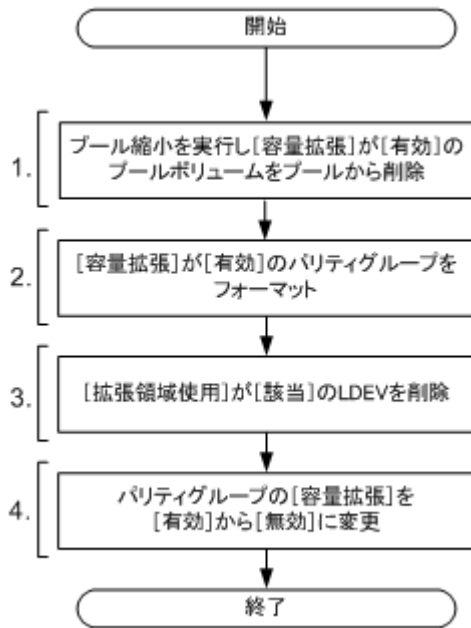 開始
1.
プール縮小を実行し[容量拡張]が[有効]の
プールボリュームをプールから削除
2.
[容量拡張]が[有効]のパリティグループを
フォーマット
3.
[拡張領域使用]が[該当]のLDEVを削除
4.
パリティグループの[容量拡張]を
[有効]から[無効]に変更
終了